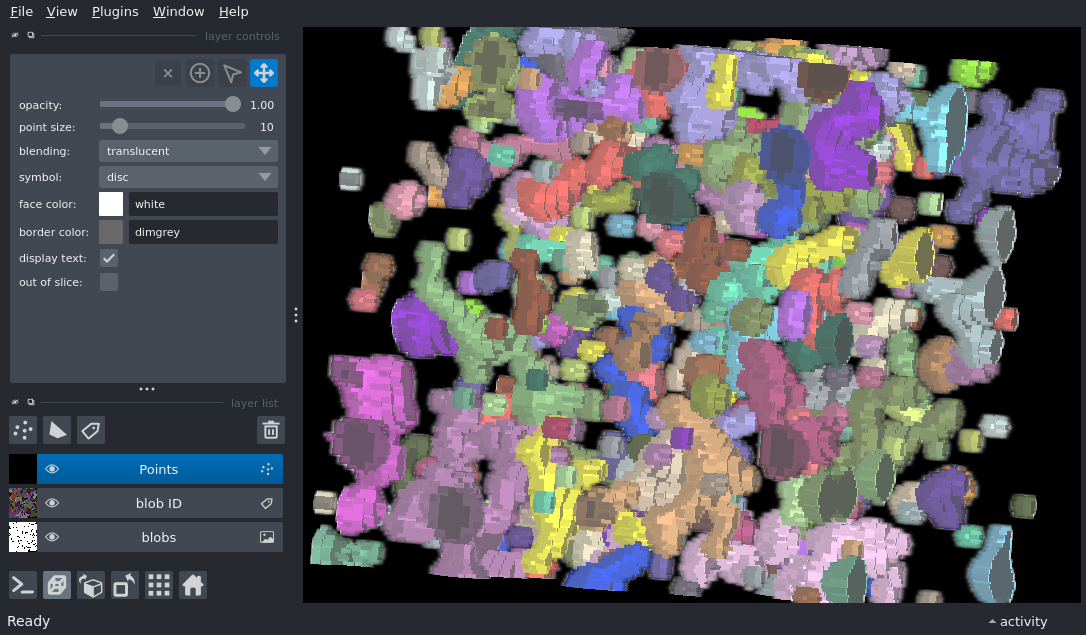 File View Plugins Window Help
layer controls
opacity: 1.00
point size: 10
blending: translucent
symbol: disc
face color: white
border color: dimgrey
display text:
out of slice:
layer list
Points
blob ID
blobs
Ready
activity